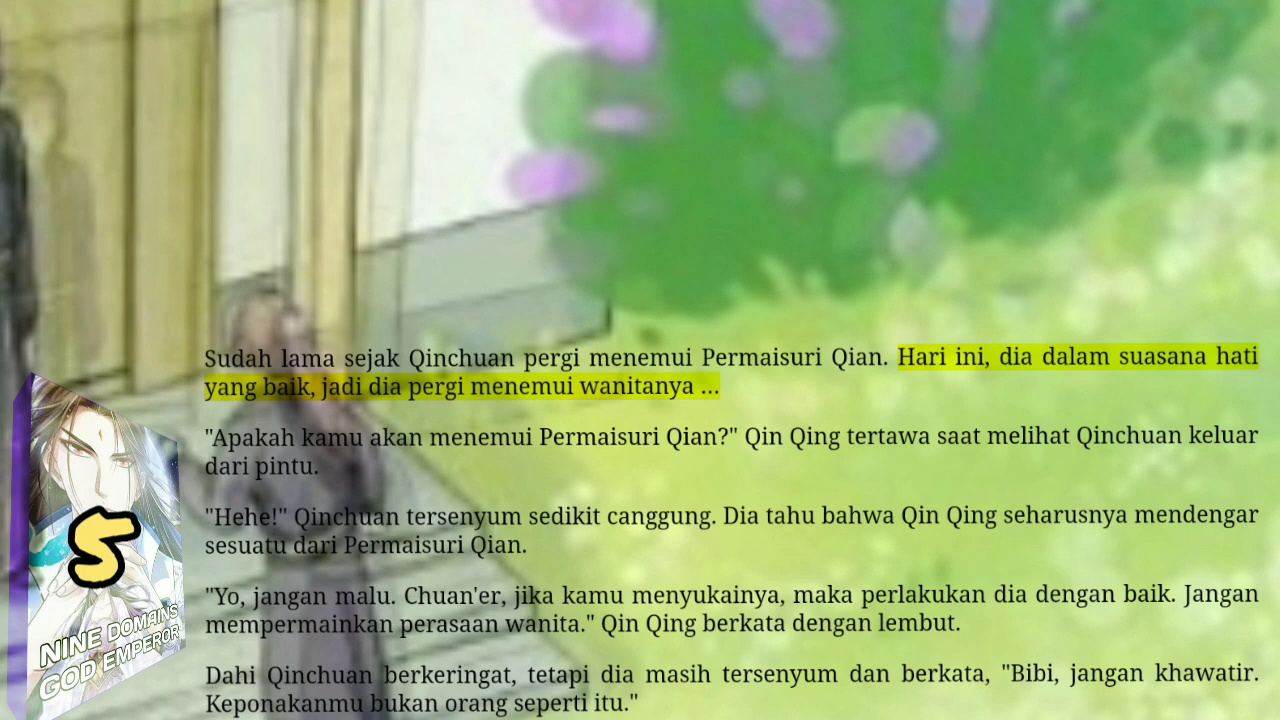 Sudah lama sejak Qinchuan pergi menemui Permaisuri Qian. Hari ini, dia dalam suasana hati
yang baik, jadi dia pergi menemui wanitanya ...
"Apakah kamu akan menemui Permaisuri Qian?" Qin Qing tertawa saat melihat Qinchuan keluar
dari pintu.
"Hehe!" Qinchuan tersenyum sedikit canggung. Dia tahu bahwa Qin Qing seharusnya mendengar
sesuatu dari Permaisuri Qian.
"Yo, jangan malu. Chuan'er, jika kamu menyukainya, maka perlakukan dia dengan baik. Jangan
mempermainkan perasaan wanita." Qin Qing berkata dengan lembut.
Dahi Qinchuan berkeringat, tetapi dia masih tersenyum dan berkata, "Bibi, jangan khawatir.
Keponakanmu bukan orang seperti itu."
5
NINE DOMAINS
GOD EMPEROR